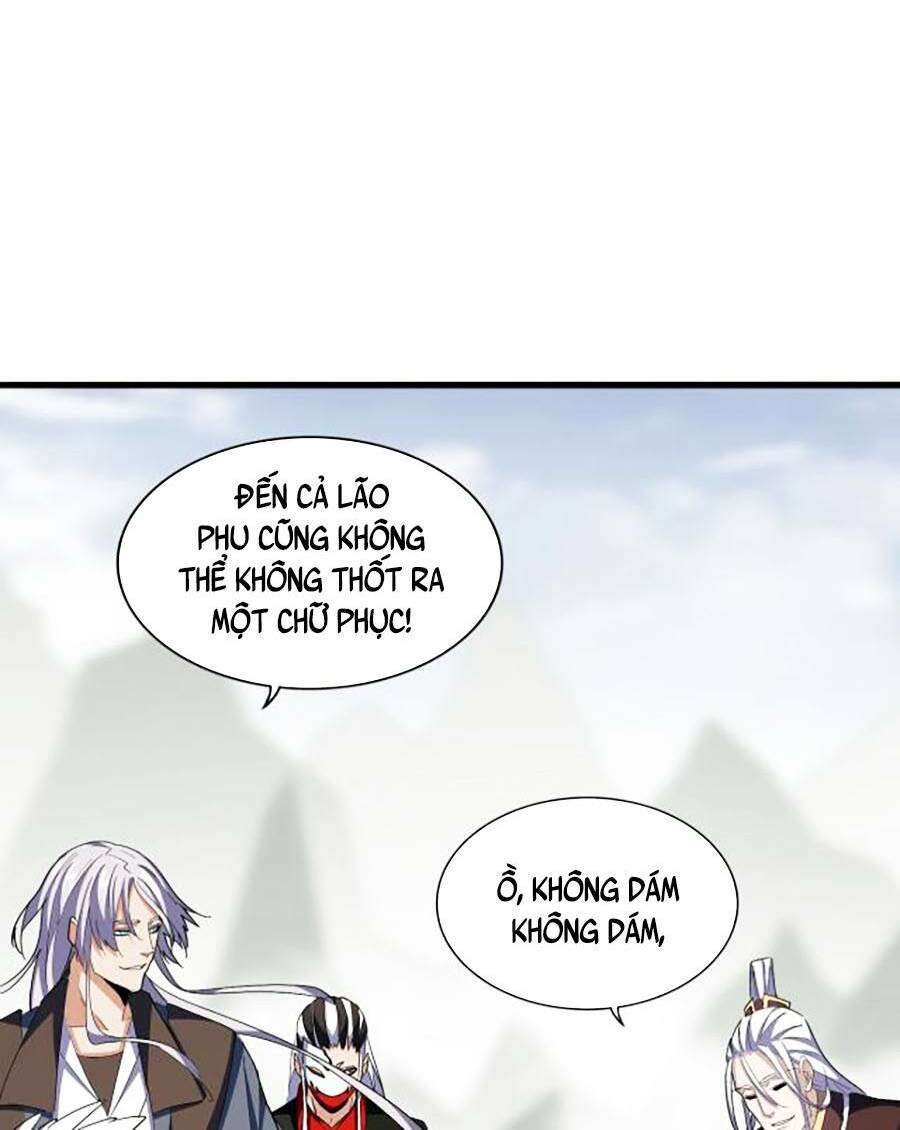 ĐẾN CẢ LÃO
PHU CŨNG KHÔNG
THỂ KHÔNG THỐT RA
MỘT CHỮ PHỤC!
Ồ, KHÔNG DÁM
KHÔNG DÁM,